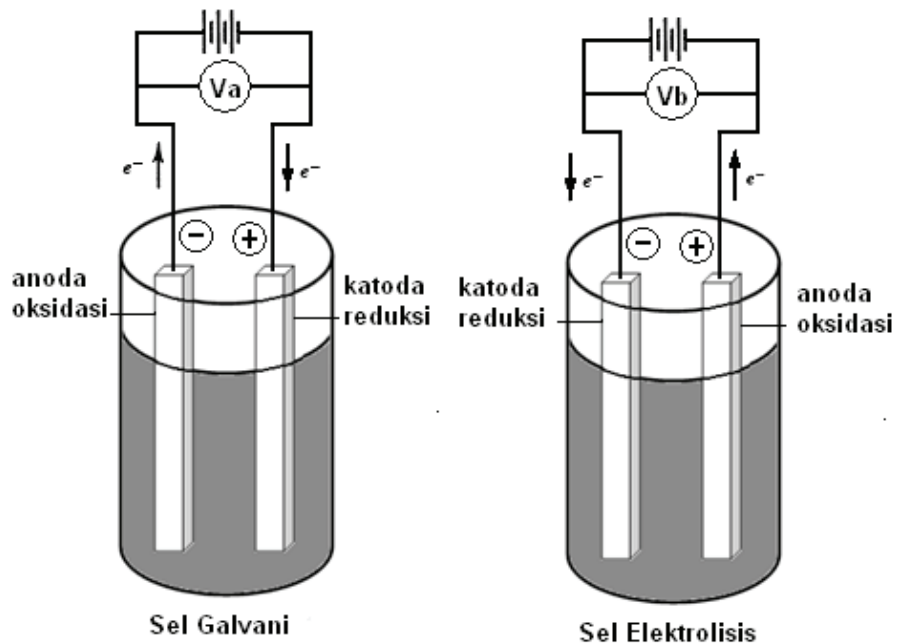 Va
e⁻
e⁻
−
+
anoda
oksidasi
katoda
reduksi
Sel Galvani
Vb
e⁻
e⁻
−
+
katoda
reduksi
anoda
oksidasi
Sel Elektrolisis